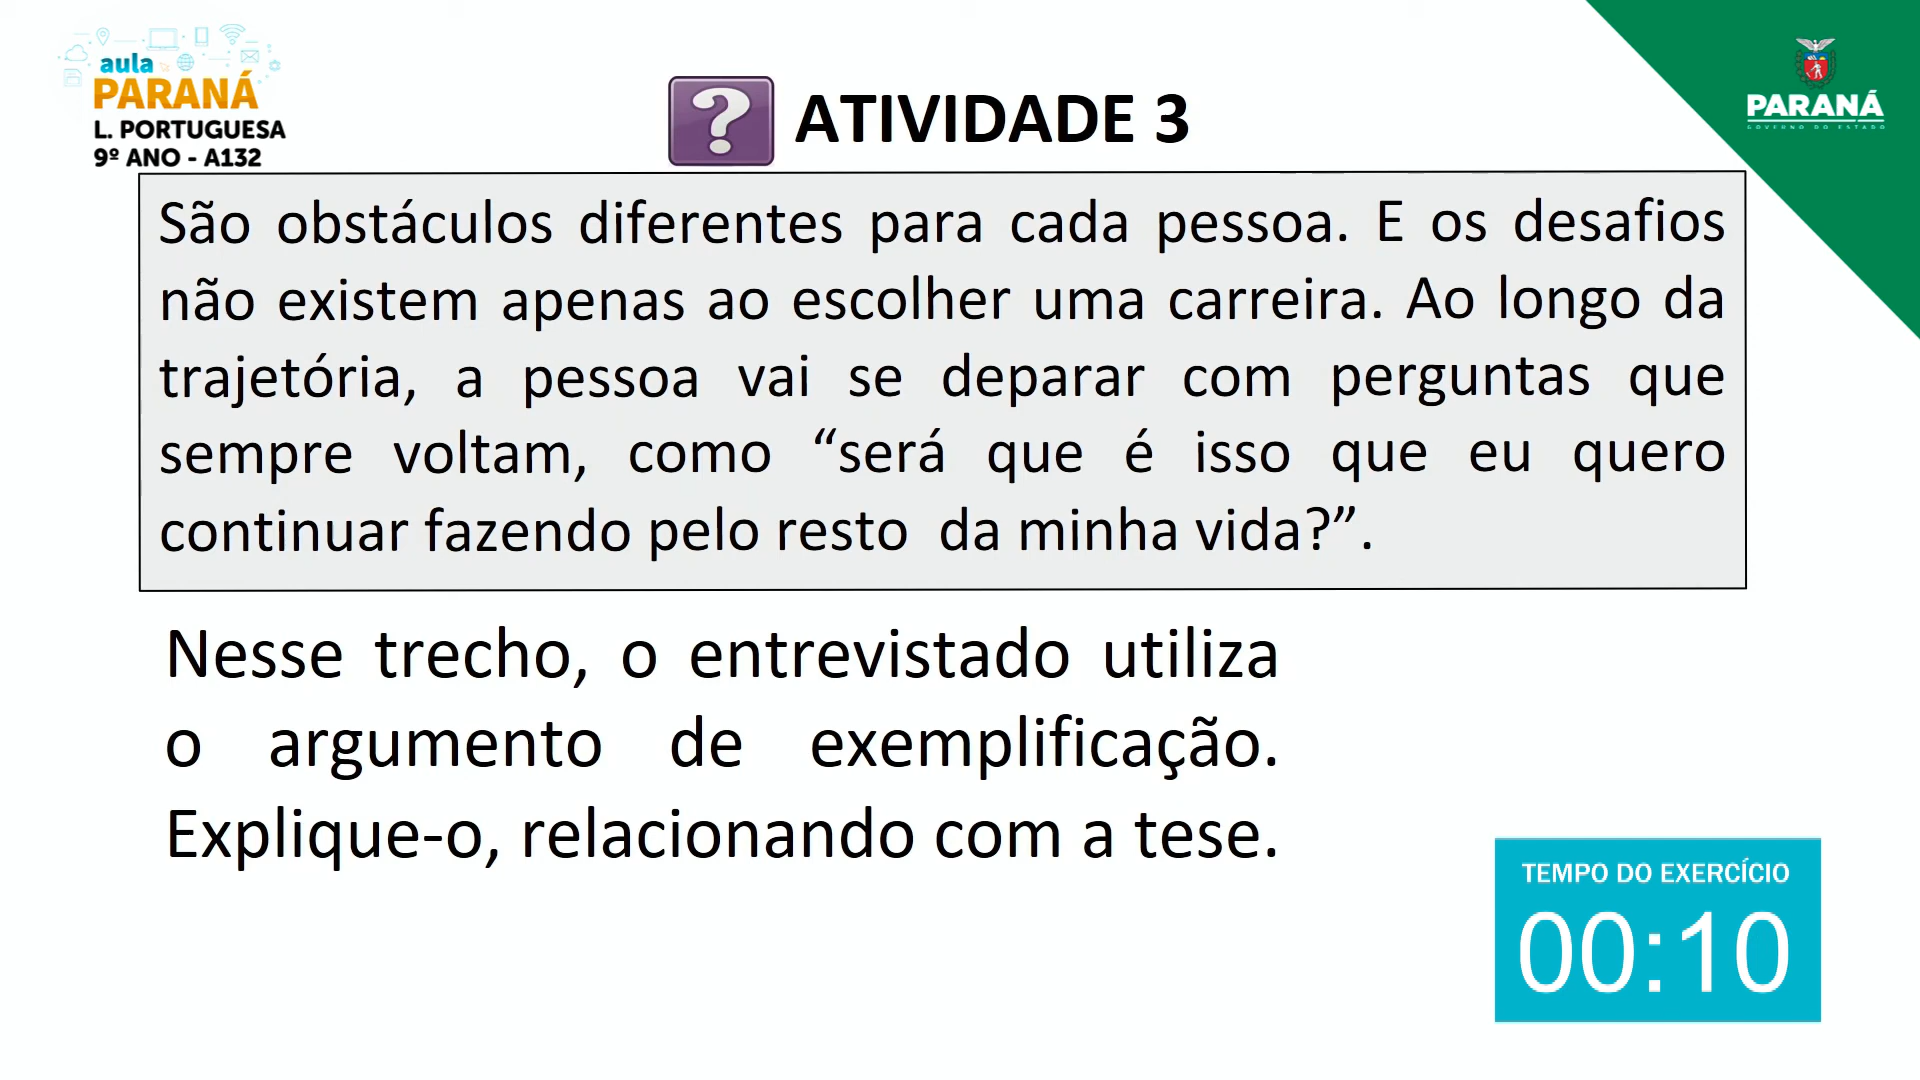 aula
PARANÁ
L. PORTUGUESA
9º ANO - A132
ATIVIDADE 3
PARANÁ
GOVERNO DO ESTADO
São obstáculos diferentes para cada pessoa. E os desafios
não existem apenas ao escolher uma carreira. Ao longo da
trajetória, a pessoa vai se deparar com perguntas que
sempre voltam, como “será que é isso que eu quero
continuar fazendo pelo resto da minha vida?”.
Nesse trecho, o entrevistado utiliza
o argumento de exemplificação.
Explique-o, relacionando com a tese.
TEMPO DO EXERCÍCIO
00:10